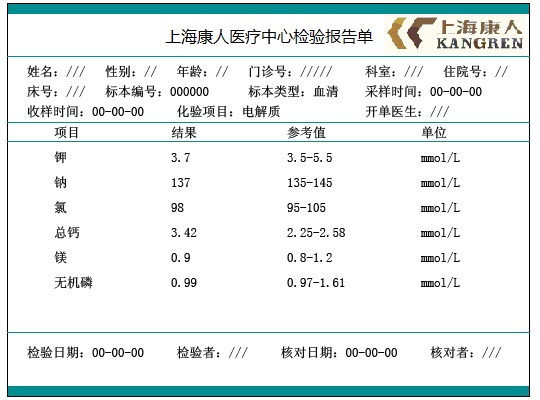 上海康人医疗中心检验报告单 上海康人
KANGREN
姓名：/// 性别：// 年龄：// 门诊号：///// 科室：/// 住院号：//
床号：/// 标本编号：000000 标本类型：血清 采样时间：00-00-00
收样时间：00-00-00 化验项目：电解质 开单医生：///
项目 结果 参考值 单位
钾 3.7 3.5-5.5 mmol/L
钠 137 135-145 mmol/L
氯 98 95-105 mmol/L
总钙 3.42 2.25-2.58 mmol/L
镁 0.9 0.8-1.2 mmol/L
无机磷 0.99 0.97-1.61 mmol/L
检验日期：00-00-00 检验者：/// 核对日期：00-00-00 核对者：///